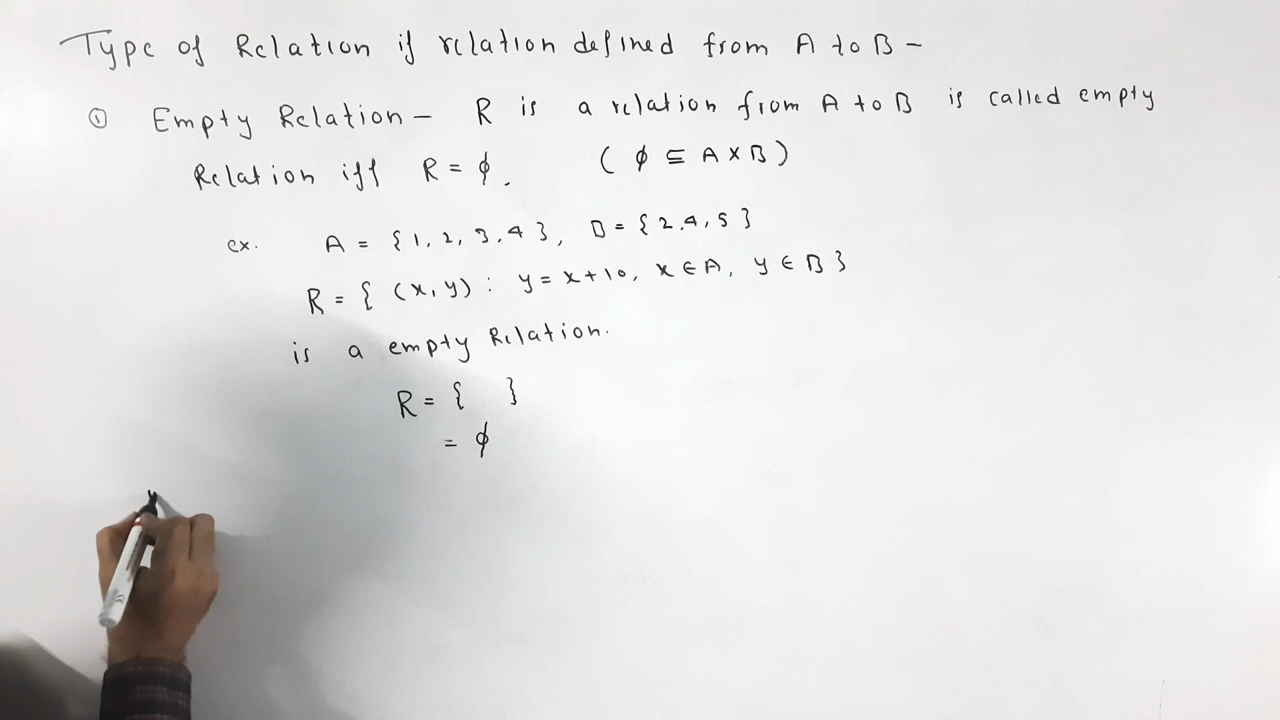 Type of Relation if relation defined from A to B –
① Empty Relation – R is a relation from A to B is called empty
Relation iff R = ϕ. (ϕ ⊆ A X B)
ex. A = {1, 2, 3, 4}, B = {2, 4, 5}
R = { (x, y) : y = x + 10, x ∈ A, y ∈ B }
is a empty Relation.
R = { }
= ϕ